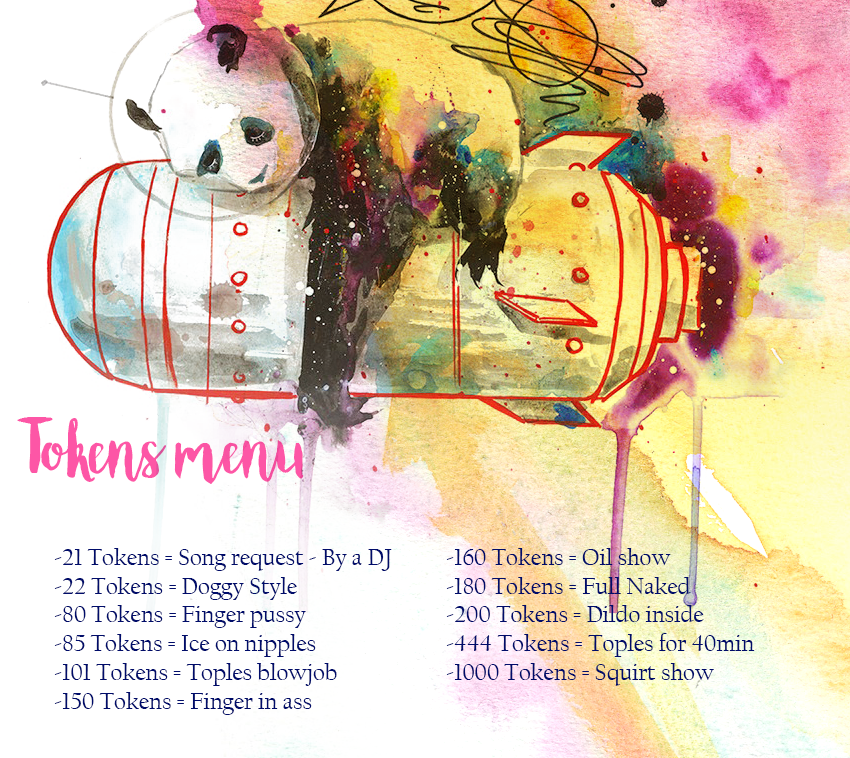 Tokens menu
-21 Tokens = Song request - By a DJ
-22 Tokens = Doggy Style
-80 Tokens = Finger pussy
-85 Tokens = Ice on nipples
-101 Tokens = Toples blowjob
-150 Tokens = Finger in ass
-160 Tokens = Oil show
-180 Tokens = Full Naked
-200 Tokens = Dildo inside
-444 Tokens = Toples for 40min
-1000 Tokens = Squirt show